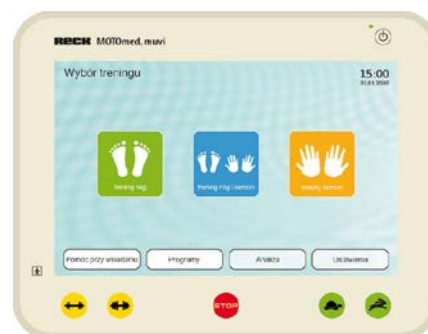 RECK MOTOmed. muvi
Wybór treningu
15:00
Trening nóg
Trening nóg i ramion
Trening ramion
Pomoc przy wsiadaniu
Programy
Analiza
Ustawienia
STOP